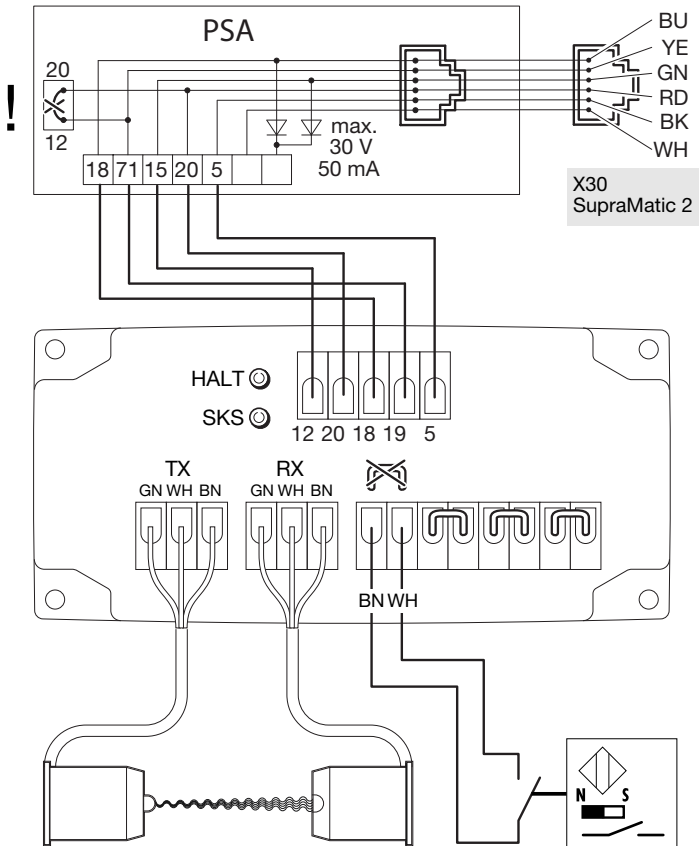 PSA
BU
YE
GN
RD
BK
WH
!
20
12
max.
30 V
50 mA
18 71 15 20 5
X30
SupraMatic 2
HALT
SKS
12 20 18 19 5
TX
RX
GN WH BN
GN WH BN
BN WH
N S